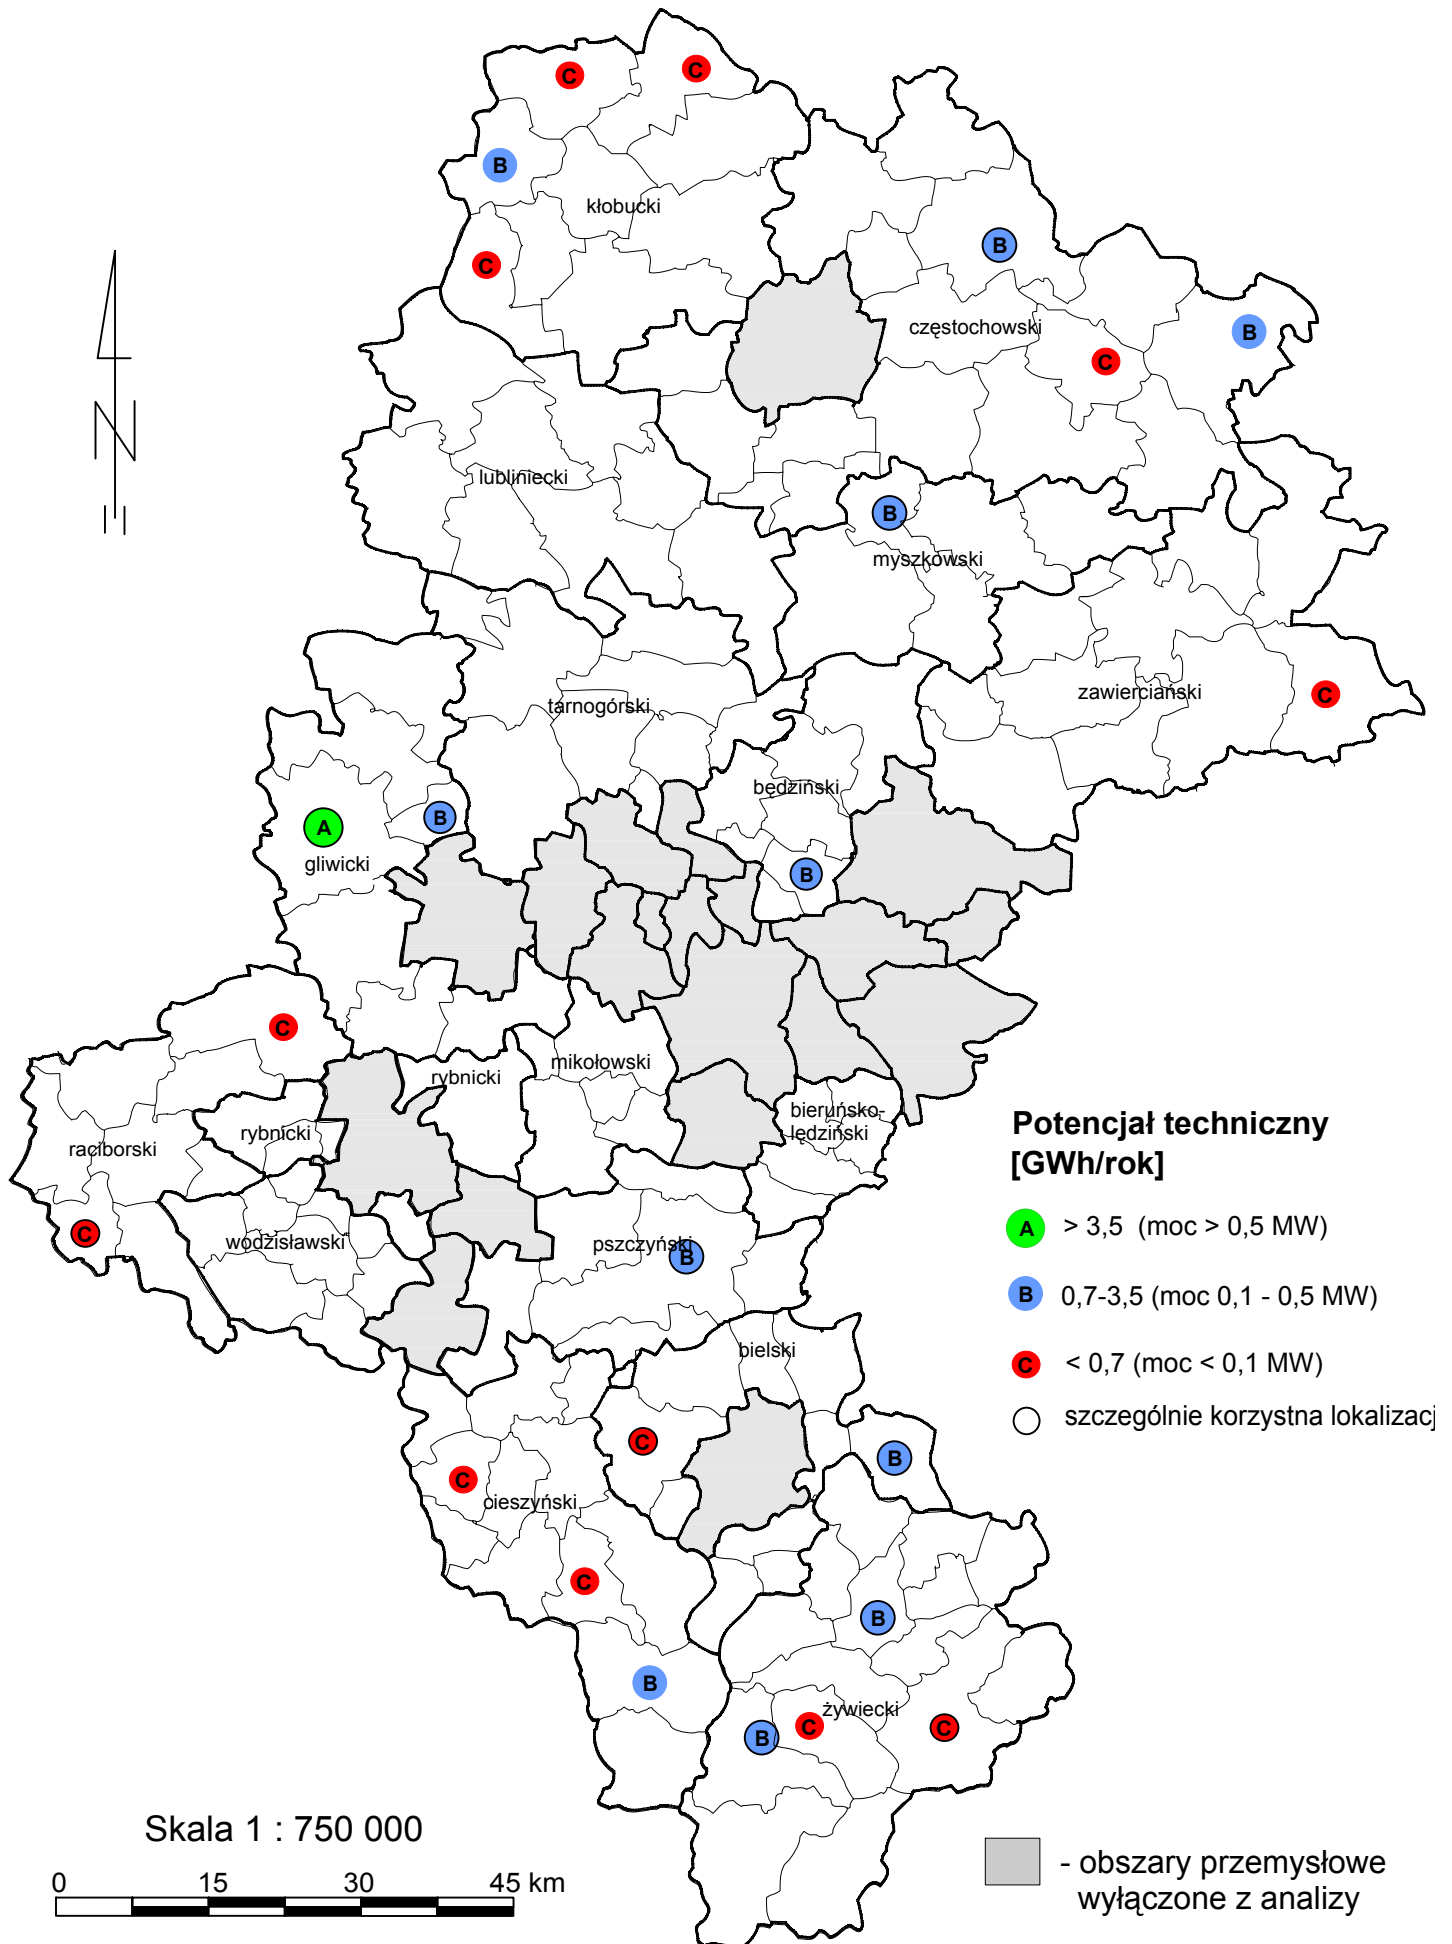 C
C
B
kłobucki
B
C
częstochowski
B
C
N
lubliniecki
B
myszkowski
zawierciański
C
tarnogórski
będziński
A
B
gliwicki
B
C
mikołowski
rybnicki
bieruńsko-
lędziński
rybnicki
raciborski
C
wodzisławski
pszczyński
B
Potencjał techniczny
[GWh/rok]
A > 3,5 (moc > 0,5 MW)
B 0,7-3,5 (moc 0,1 - 0,5 MW)
C < 0,7 (moc < 0,1 MW)
szczególnie korzystna lokalizacj
bielski
C
B
C
cieszyński
C
B
B
żywiecki
B
C
C
Skala 1 : 750 000
0 15 30 45 km
- obszary przemysłowe
wyłączone z analizy